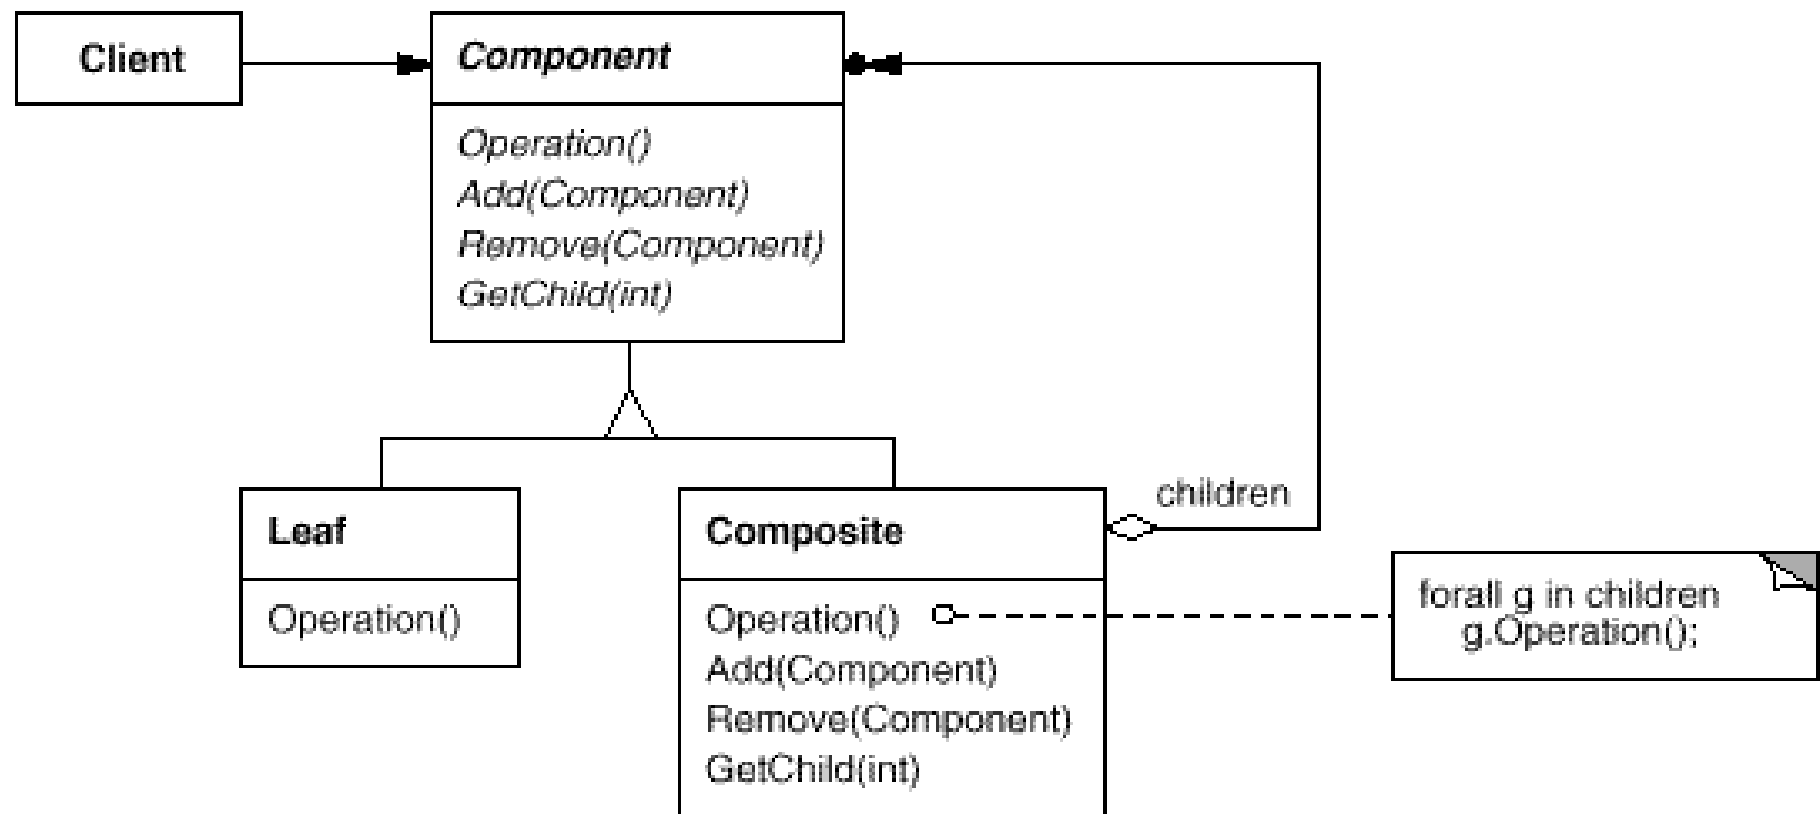 Client
Component
Operation()
Add(Component)
Remove(Component)
GetChild(int)
Leaf
Operation()
Composite
Operation()
Add(Component)
Remove(Component)
GetChild(int)
children
forall g in children
g.Operation();